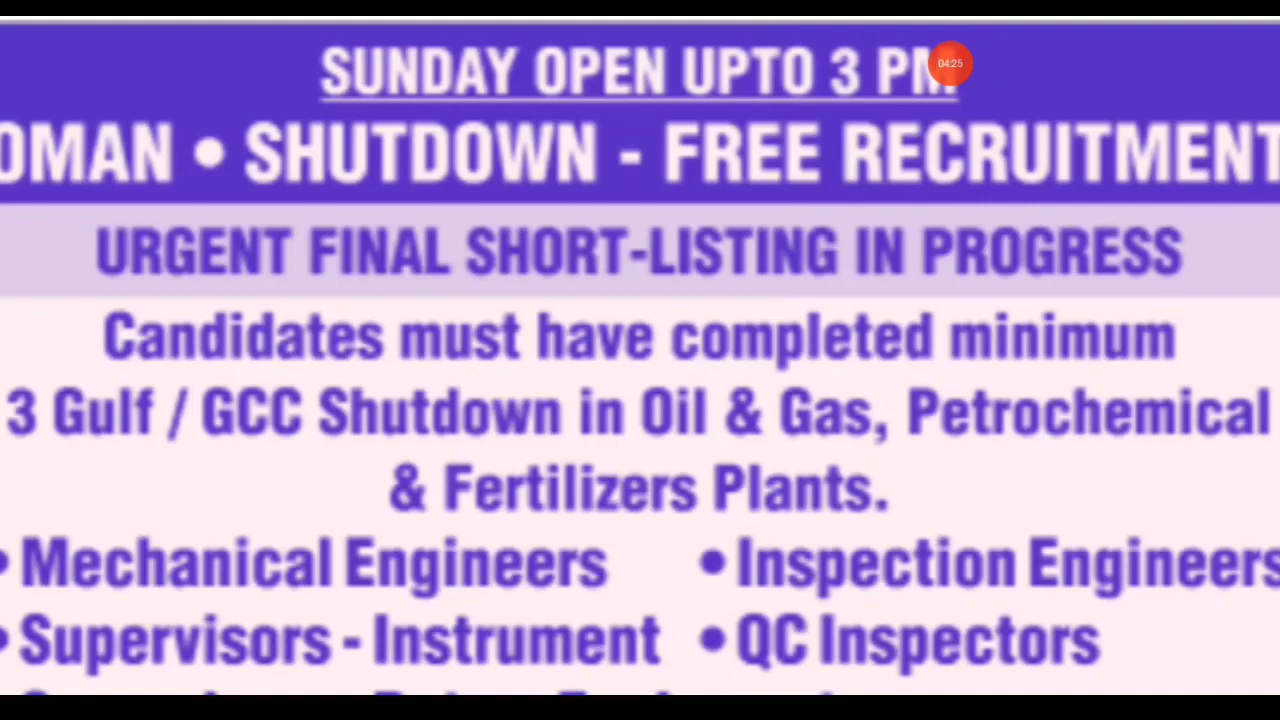 SUNDAY OPEN UPTO 3 PM
04:25
OMAN • SHUTDOWN - FREE RECRUITMENT
URGENT FINAL SHORT-LISTING IN PROGRESS
Candidates must have completed minimum
3 Gulf / GCC Shutdown in Oil & Gas, Petrochemical
& Fertilizers Plants.
• Mechanical Engineers • Inspection Engineers
• Supervisors - Instrument • QC Inspectors